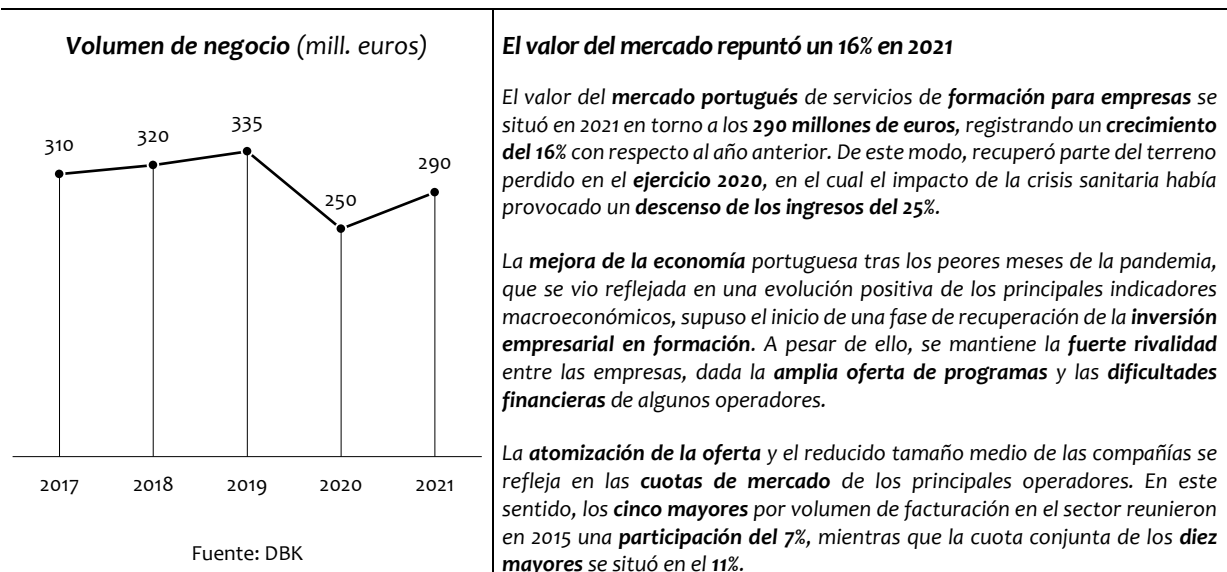 Volumen de negocio (mill. euros)
310
320
335
250
290
2017 2018 2019 2020 2021
Fuente: DBK
El valor del mercado repuntó un 16% en 2021
El valor del mercado portugués de servicios de formación para empresas se
situó en 2021 en torno a los 290 millones de euros, registrando un crecimiento
del 16% con respecto al año anterior. De este modo, recuperó parte del terreno
perdido en el ejercicio 2020, en el cual el impacto de la crisis sanitaria había
provocado un descenso de los ingresos del 25%.
La mejora de la economía portuguesa tras los peores meses de la pandemia,
que se vio reflejada en una evolución positiva de los principales indicadores
macroeconómicos, supuso el inicio de una fase de recuperación de la inversión
empresarial en formación. A pesar de ello, se mantiene la fuerte rivalidad
entre las empresas, dada la amplia oferta de programas y las dificultades
financieras de algunos operadores.
La atomización de la oferta y el reducido tamaño medio de las compañías se
refleja en las cuotas de mercado de los principales operadores. En este
sentido, los cinco mayores por volumen de facturación en el sector reunieron
en 2015 una participación del 7%, mientras que la cuota conjunta de los diez
mayores se situó en el 11%.